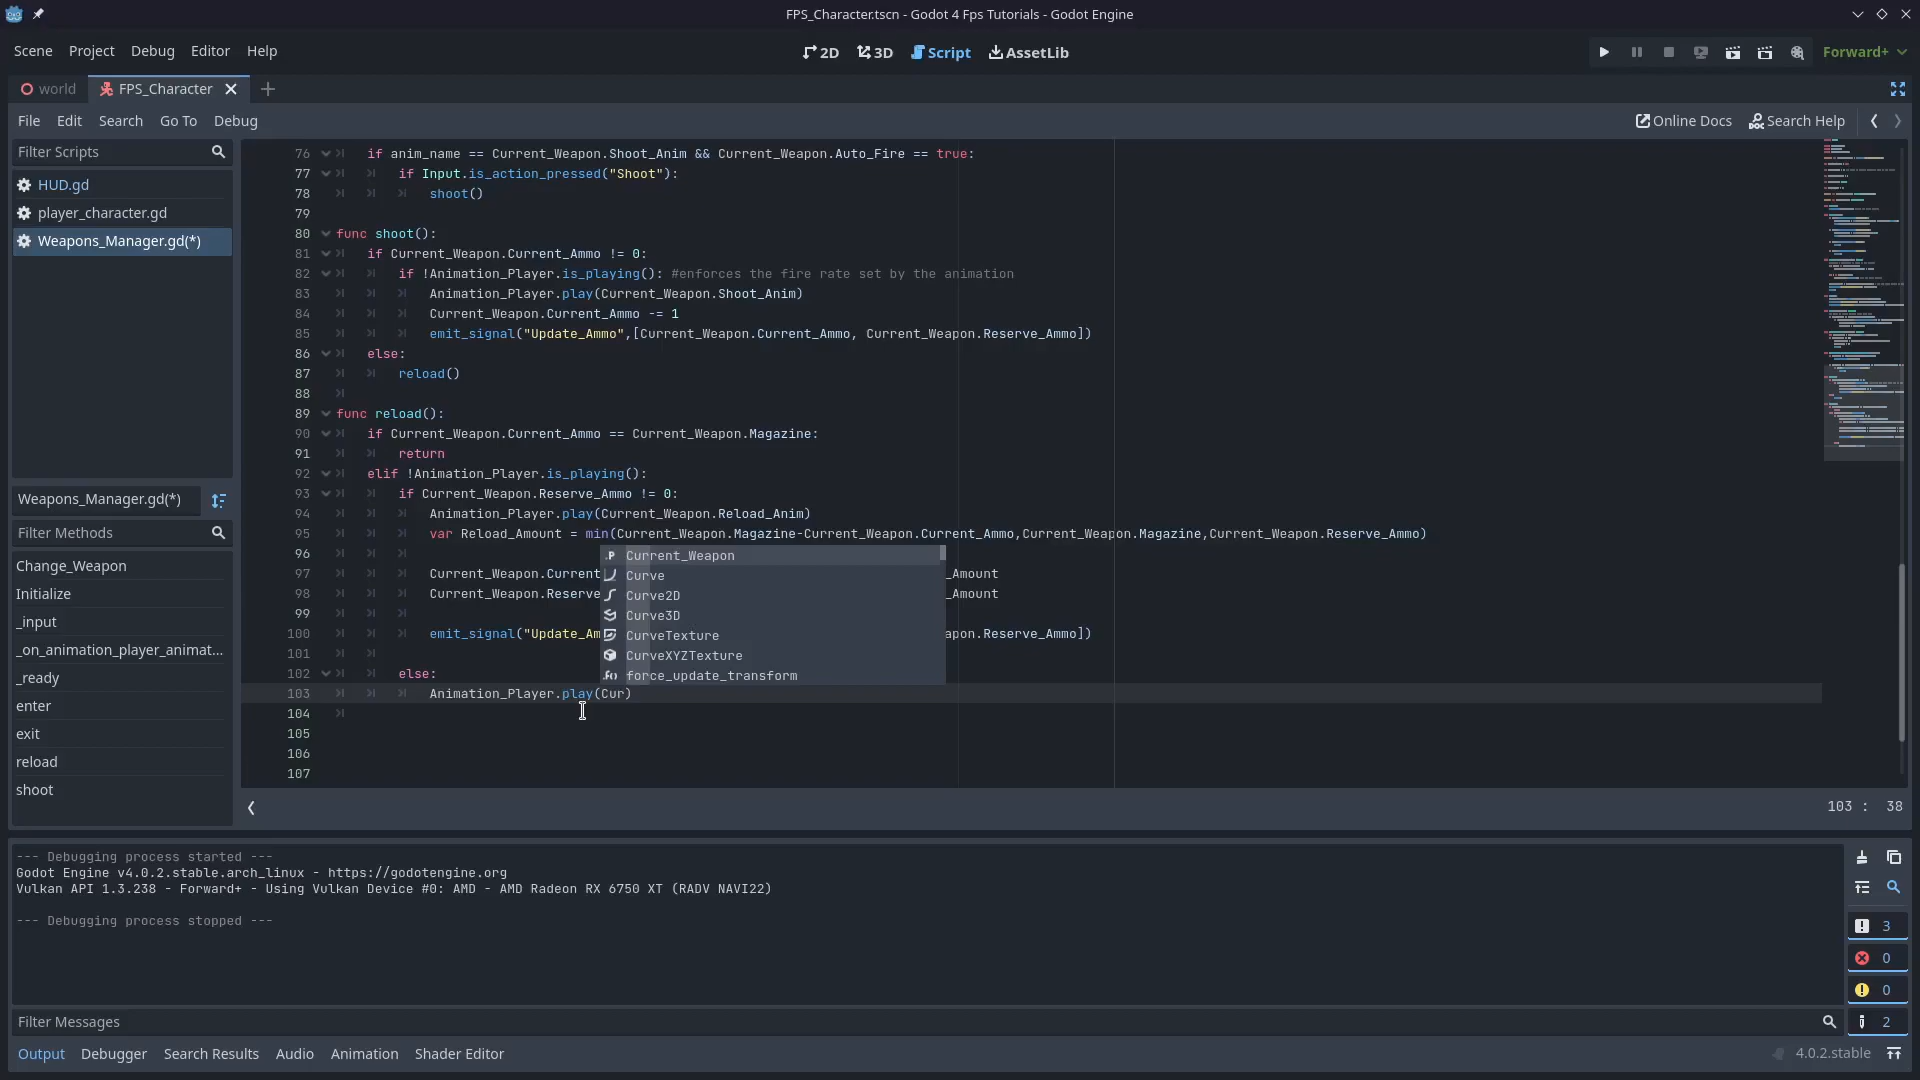 FPS_Character.tscn - Godot 4 Fps Tutorials - Godot Engine
Scene Project Debug Editor Help
2D 3D Script AssetLib
Forward+
world FPS_Character
File Edit Search Go To Debug
Online Docs Search Help
Filter Scripts
HUD.gd
player_character.gd
Weapons_Manager.gd(*)
Weapons_Manager.gd(*)
Filter Methods
Change_Weapon
Initialize
_input
_on_animation_player_animat...
_ready
enter
exit
reload
shoot
76 if anim_name == Current_Weapon.Shoot_Anim && Current_Weapon.Auto_Fire == true:
77 if Input.is_action_pressed("Shoot"):
78 shoot()
79
80 func shoot():
81 if Current_Weapon.Current_Ammo != 0:
82 if !Animation_Player.is_playing(): #enforces the fire rate set by the animation
83 Animation_Player.play(Current_Weapon.Shoot_Anim)
84 Current_Weapon.Current_Ammo -= 1
85 emit_signal("Update_Ammo",[Current_Weapon.Current_Ammo, Current_Weapon.Reserve_Ammo])
86 else:
87 reload()
88
89 func reload():
90 if Current_Weapon.Current_Ammo == Current_Weapon.Magazine:
91 return
92 elif !Animation_Player.is_playing():
93 if Current_Weapon.Reserve_Ammo != 0:
94 Animation_Player.play(Current_Weapon.Reload_Anim)
95 var Reload_Amount = min(Current_Weapon.Magazine-Current_Weapon.Current_Ammo,Current_Weapon.Magazine,Current_Weapon.Reserve_Ammo)
96
97 Current_Weapon.Current _Amount
98 Current_Weapon.Reserve _Amount
99
100 emit_signal("Update_Am apon.Reserve_Ammo])
101
102 else:
103 Animation_Player.play(Cur)
104
105
106
107
Current_Weapon
Curve
Curve2D
Curve3D
CurveTexture
CurveXYZTexture
force_update_transform
103 : 38
--- Debugging process started ---
Godot Engine v4.0.2.stable.arch_linux - https://godotengine.org
Vulkan API 1.3.238 - Forward+ - Using Vulkan Device #0: AMD - AMD Radeon RX 6750 XT (RADV NAVI22)
--- Debugging process stopped ---
3
0
0
2
Filter Messages
Output Debugger Search Results Audio Animation Shader Editor
4.0.2.stable